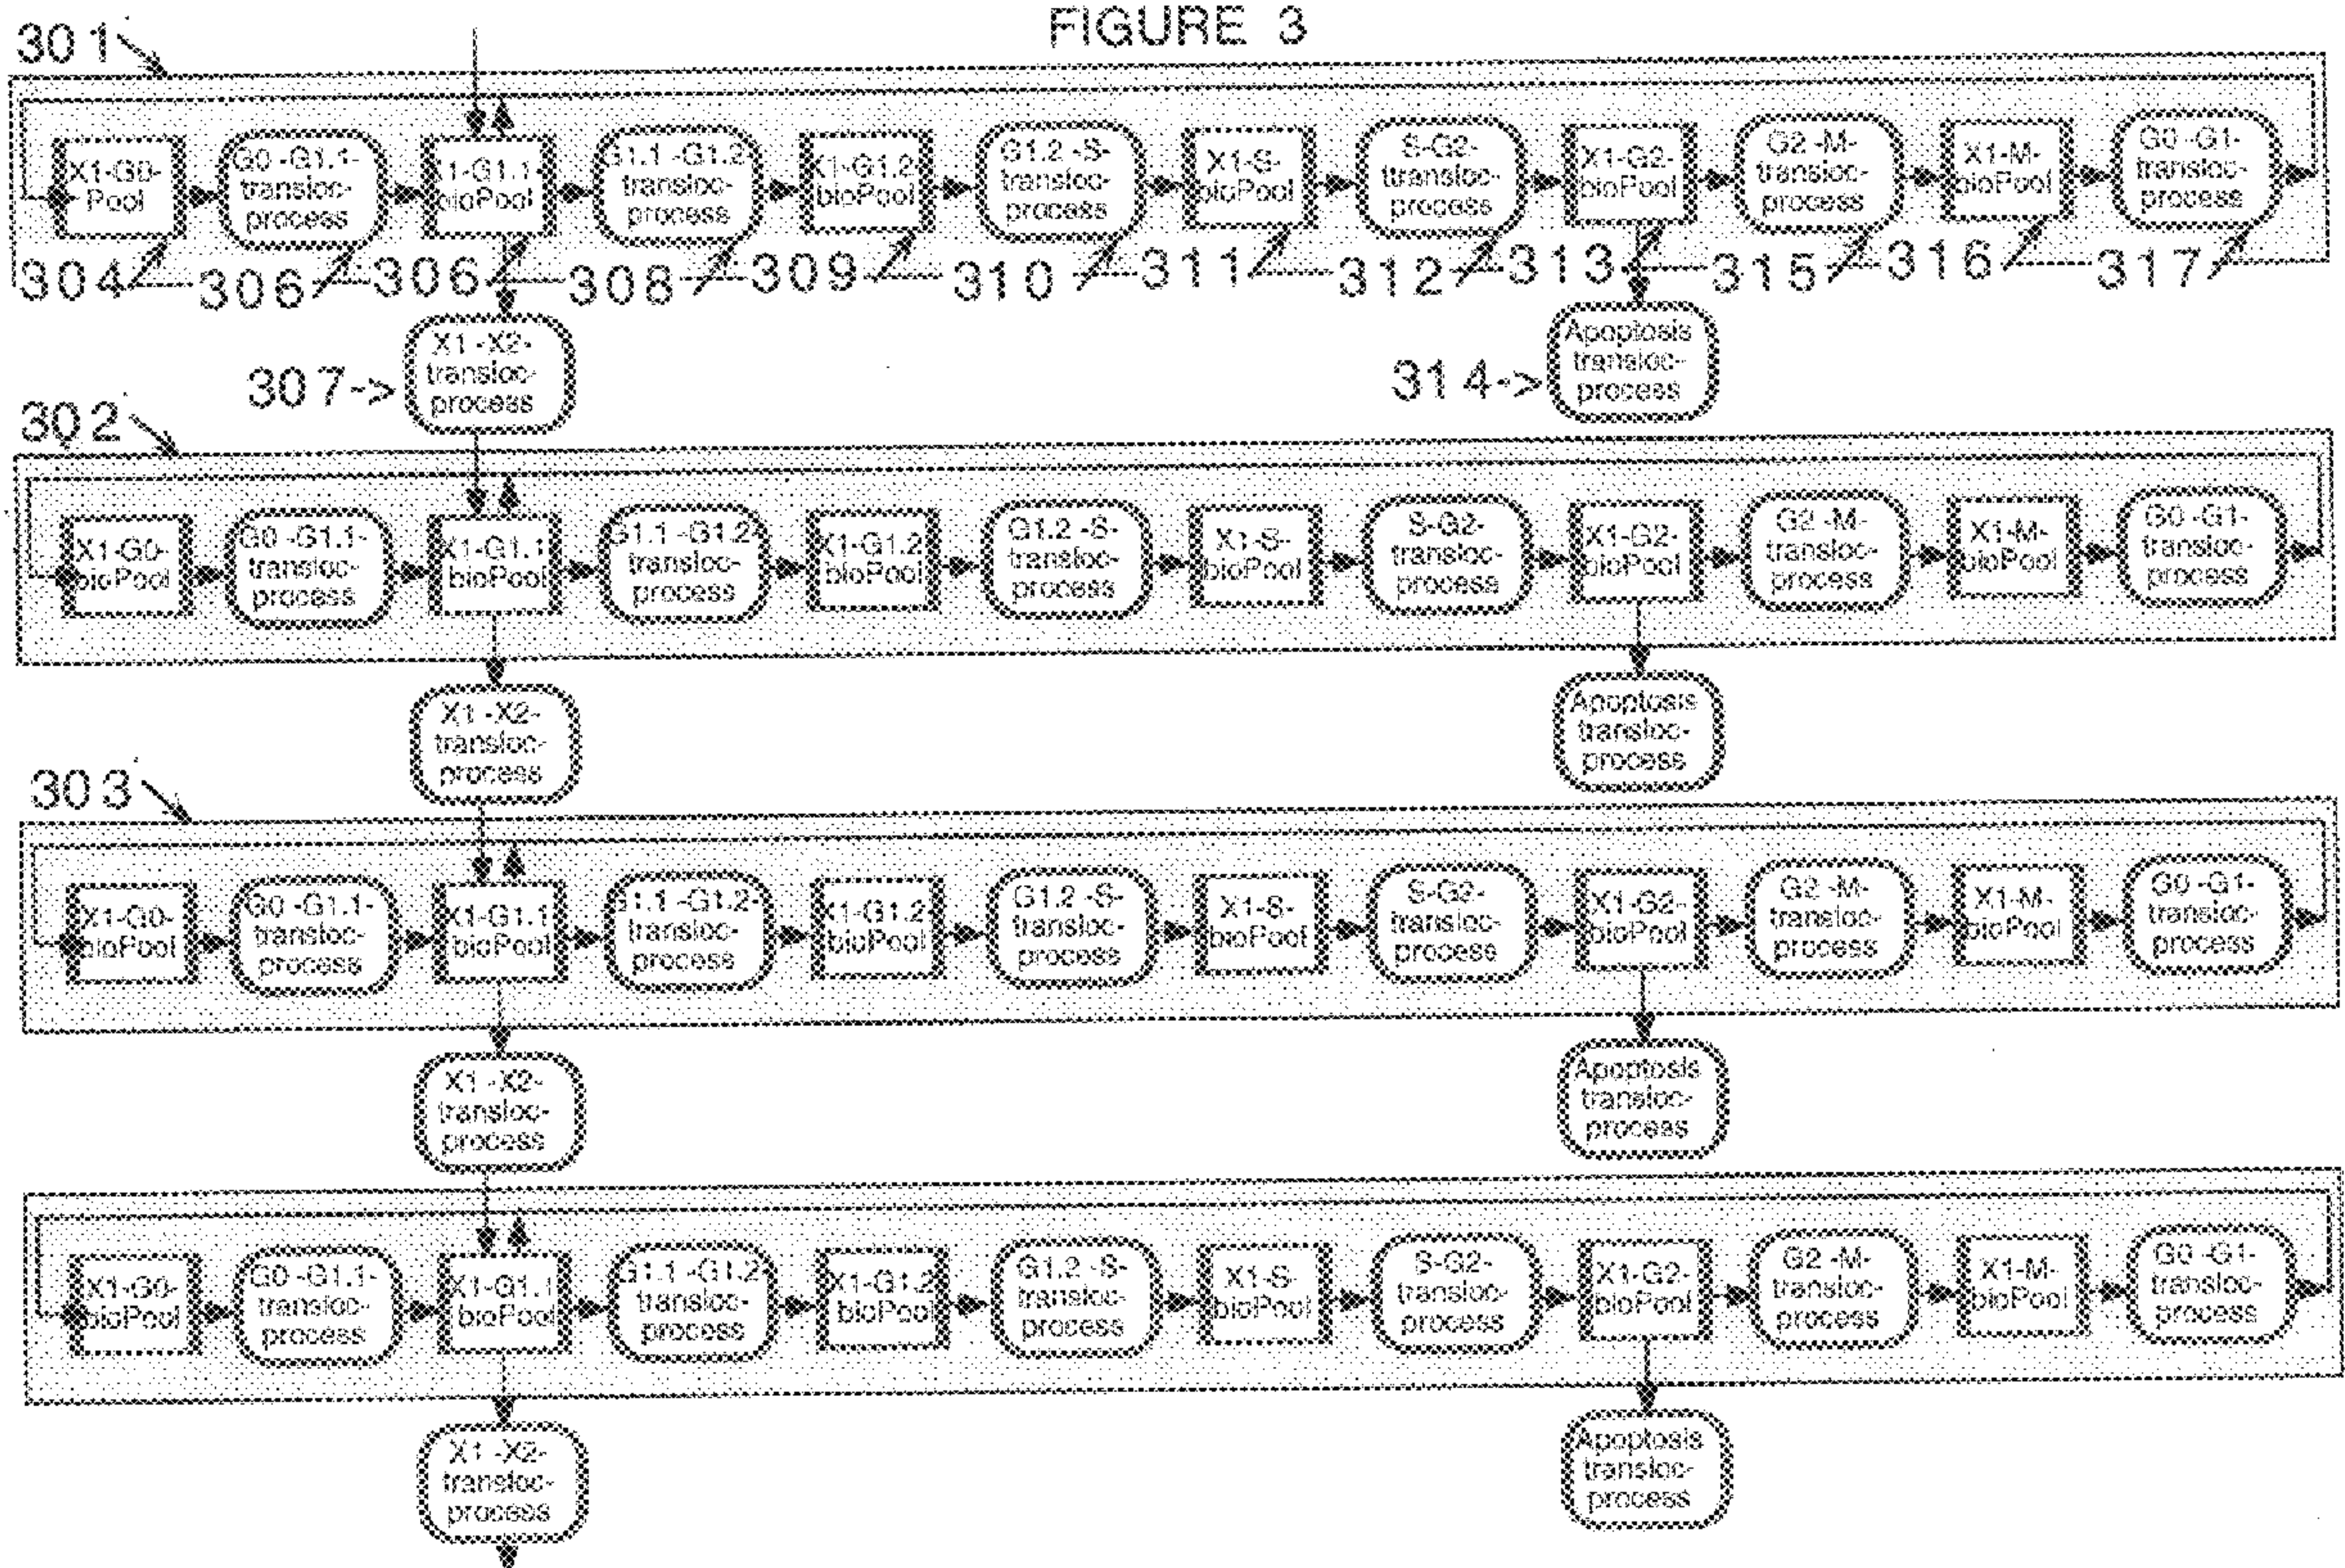 FIGURE 3
301
X1-G0-
Pool
G0 -G1.1-
transloc-
process
X1-G1.1-
bioPool
G1.1 -G1.2-
transloc-
process
X1-G1.2-
bioPool
G1.2 -S-
transloc-
process
X1-S-
bioPool
S-G2-
ttransloc-
process
X1-G2-
bioPool
G2 -M-
transloc-
process
X1-M-
bioPool
G0 -G1-
transloc-
process
304 306 306 308 309 310 311 312 313 315 316 317
X1 -X2-
transloc-
process
307->
Apoptosis
transloc-
process
314->
302
X1-G0-
bioPool
G0 -G1.1-
transloc-
process
X1-G1.1
bioPool
G1.1 -G1.2-
transloc-
process
X1-G1.2
bioPool
G1.2 -S-
transloc-
process
X1-S-
bioPool
S-G2-
transloc-
process
X1-G2-
bioPool
G2 -M-
transloc-
process
X1-M-
bioPool
G0 -G1-
transloc-
process
X1 -X2-
transloc-
process
Apoptosis
transloc-
process
303
X1-G0-
bioPool
G0 -G1.1-
transloc-
process
X1-G1.1
bioPool
G1.1 -G1.2-
transloc-
process
X1-G1.2-
bioPool
G1.2 -S-
transloc-
process
X1-S-
bioPool
S-G2-
transloc-
process
X1-G2-
bioPool
G2 -M-
transloc-
process
X1-M-
bioPool
G0 -G1-
transloc-
process
X1 -X2-
transloc-
process
Apoptosis
transloc-
process
X1-G0-
bioPool
G0 -G1.1-
transloc-
process
X1-G1.1
bioPool
G1.1 -G1.2-
transloc-
process
X1-G1.2
bioPool
G1.2 -S-
transloc-
process
X1-S-
bioPool
S-G2-
transloc-
process
X1-G2-
bioPool
G2 -M-
transloc-
process
X1-M-
bioPool
G0 -G1-
transloc-
process
X1 -X2-
transloc-
process
Apoptosis
transloc-
process